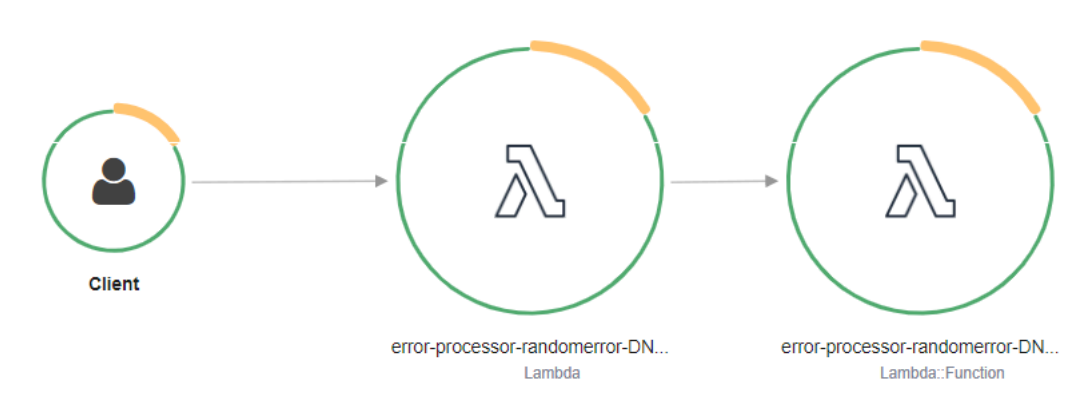 Client
error-processor-randomerror-DN...
Lambda
error-processor-randomerror-DN...
Lambda::Function